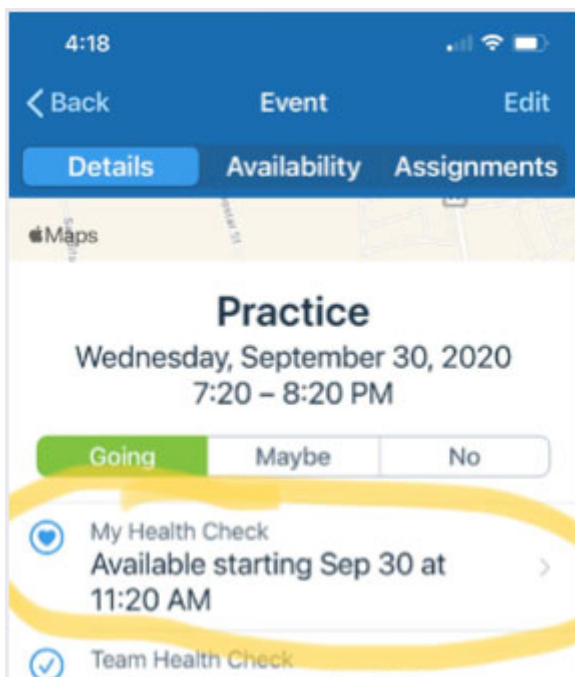 4:18
Back Event Edit
Details Availability Assignments
Maps
Practice
Wednesday, September 30, 2020
7:20 – 8:20 PM
Going Maybe No
My Health Check
Available starting Sep 30 at
11:20 AM
Team Health Check